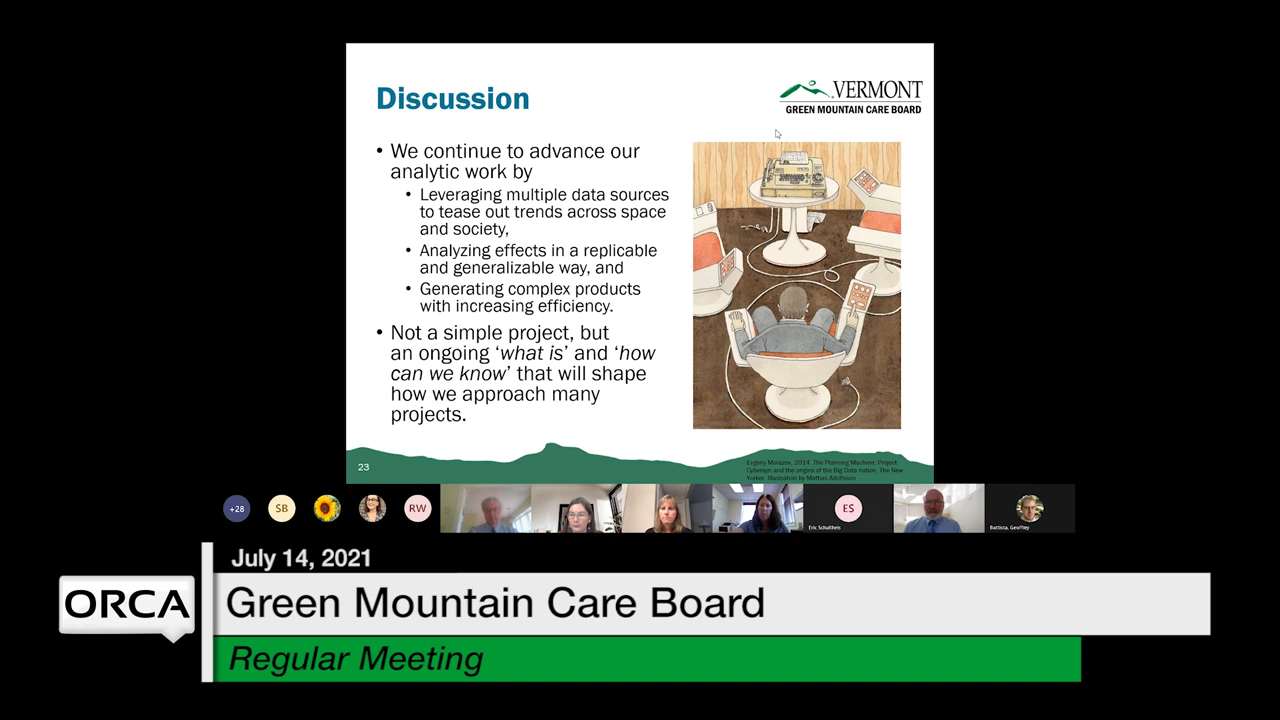 Discussion
VERMONT
GREEN MOUNTAIN CARE BOARD
• We continue to advance our
analytic work by
• Leveraging multiple data sources
to tease out trends across space
and society,
• Analyzing effects in a replicable
and generalizable way, and
• Generating complex products
with increasing efficiency.
• Not a simple project, but
an ongoing ‘what is’ and ‘how
can we know’ that will shape
how we approach many
projects.
23
Evgeny Morozov, 2014. The Planning Machine: Project
Cybersyn and the origins of the Big Data nation. The New
Yorker. Illustration by Mattias Adolfsson
+28
SB
RW
ES
Eric Schultheis
Battista, Geoffrey
July 14, 2021
ORCA
Green Mountain Care Board
Regular Meeting